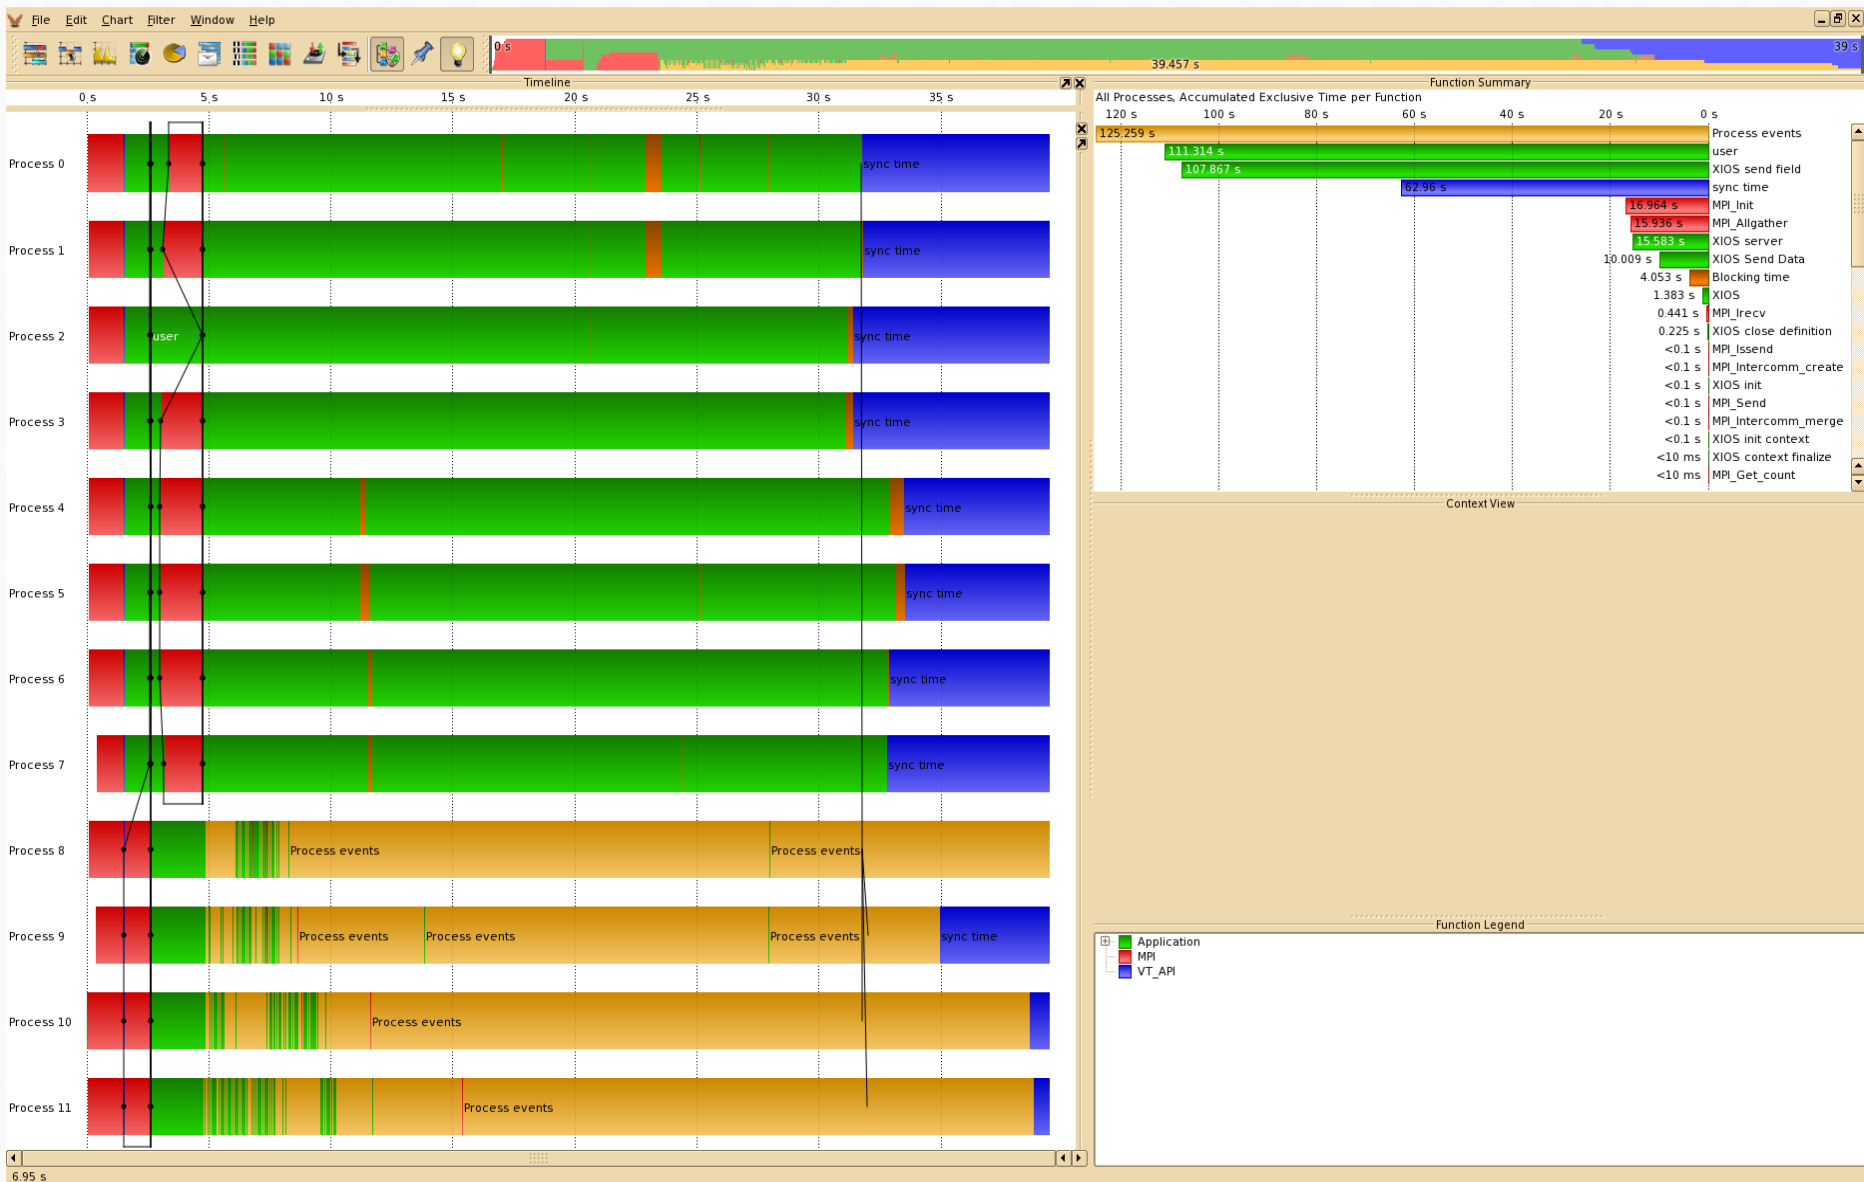 File Edit Chart Filter Window Help
0 s
39 s
39.457 s
Timeline
0 s 5 s 10 s 15 s 20 s 25 s 30 s 35 s
Process 0 sync time
Process 1 sync time
Process 2 user sync time
Process 3 sync time
Process 4 sync time
Process 5 sync time
Process 6 sync time
Process 7 sync time
Process 8 Process events Process events
Process 9 Process events Process events Process events sync time
Process 10 Process events
Process 11 Process events
6.95 s
Function Summary
All Processes, Accumulated Exclusive Time per Function
120 s 100 s 80 s 60 s 40 s 20 s 0 s
125.259 s Process events
111.314 s user
107.867 s XIOS send field
62.96 s sync time
16.964 s MPI_Init
15.936 s MPI_Allgather
15.583 s XIOS server
10.009 s XIOS Send Data
4.053 s Blocking time
1.383 s XIOS
0.441 s MPI_Irecv
0.225 s XIOS close definition
<0.1 s MPI_Issend
<0.1 s MPI_Intercomm_create
<0.1 s XIOS init
<0.1 s MPI_Send
<0.1 s MPI_Intercomm_merge
<0.1 s XIOS init context
<10 ms XIOS context finalize
<10 ms MPI_Get_count
Context View
Function Legend
Application
MPI
VT_API